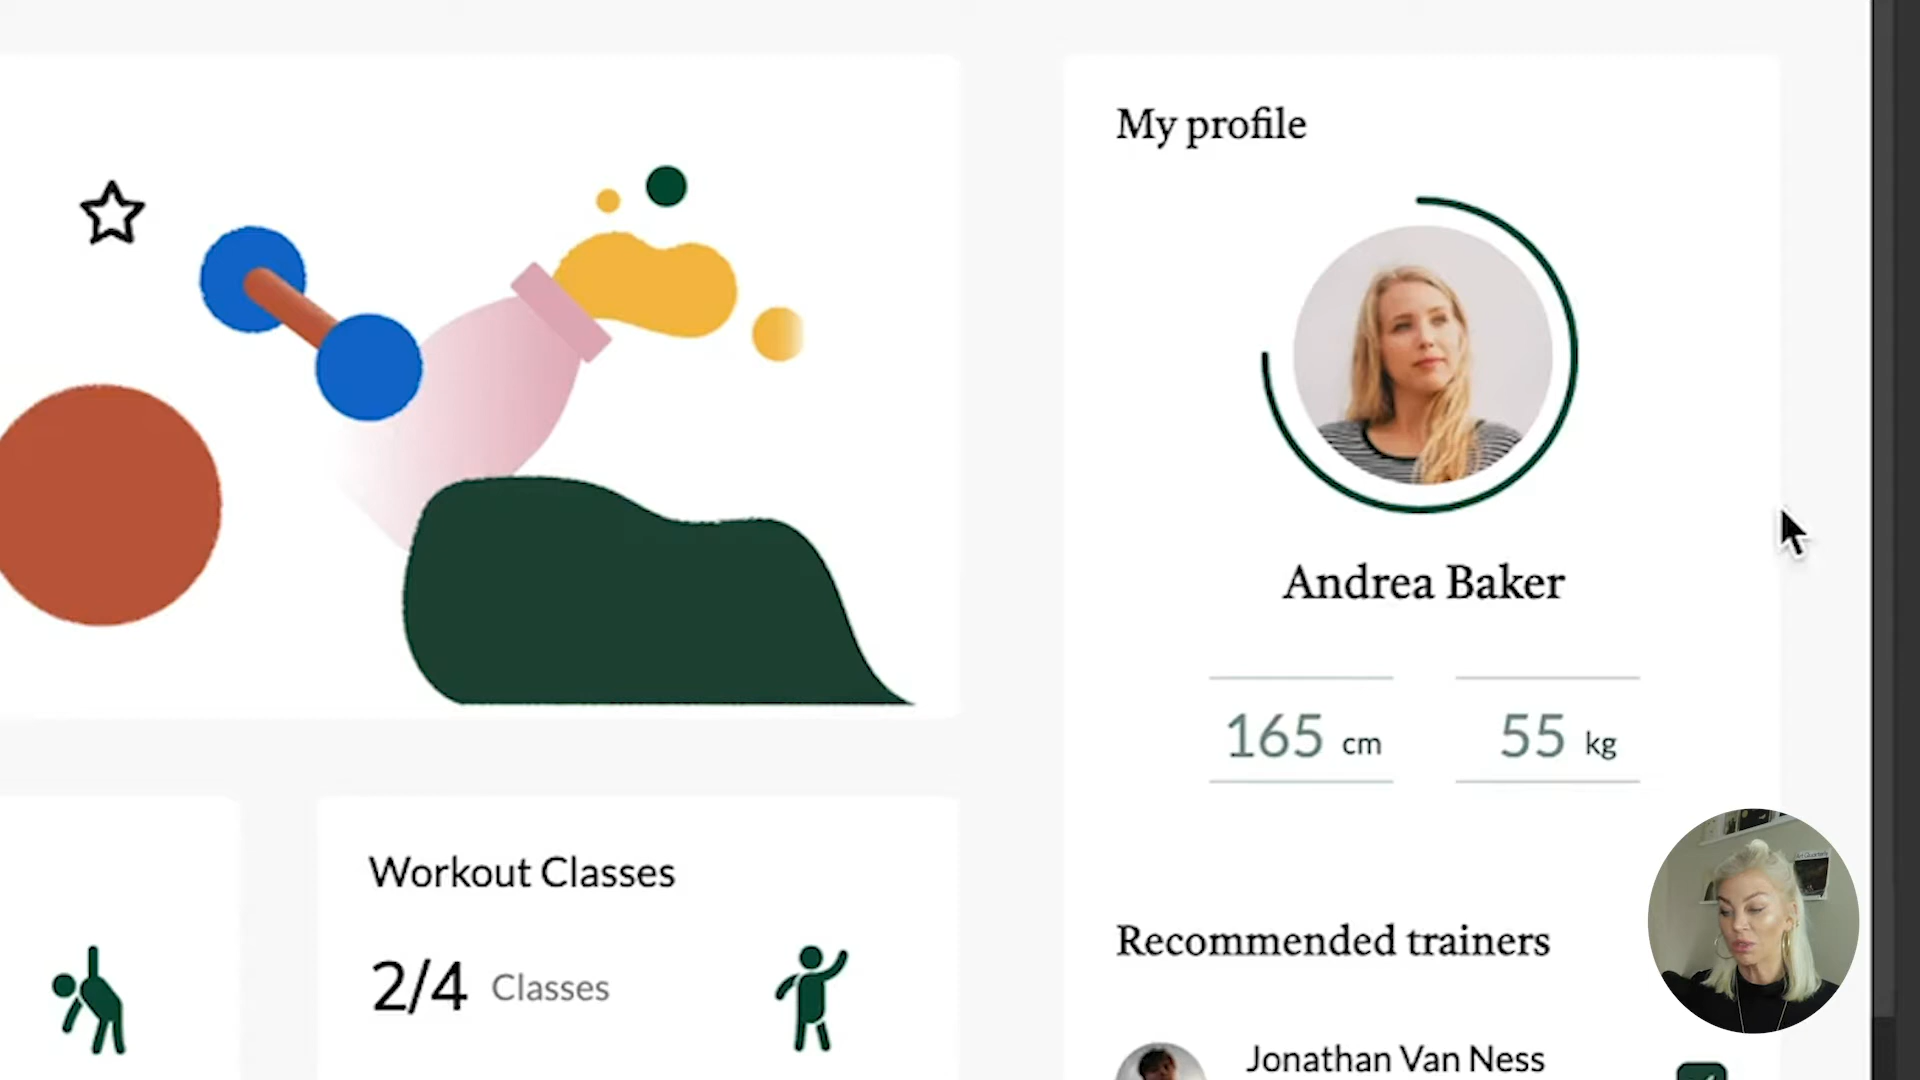 My profile
Andrea Baker
165 cm
55 kg
Workout Classes
2/4 Classes
Recommended trainers
Jonathan Van Ness